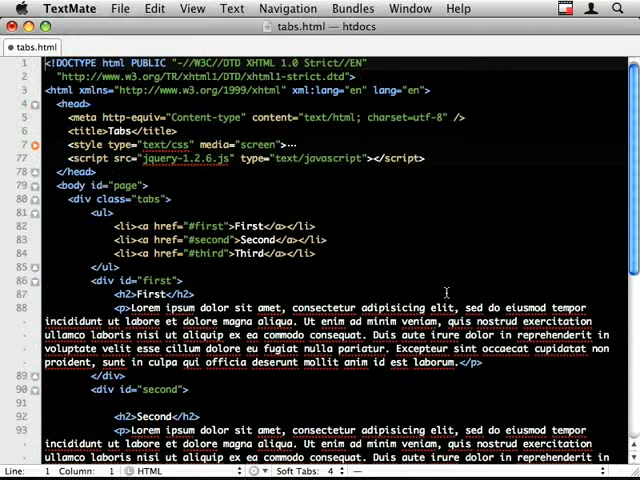 TextMate File Edit View Text Navigation Bundles Window Help
tabs.html — htdocs
tabs.html
1 <!DOCTYPE html PUBLIC "-//W3C//DTD XHTML 1.0 Strict//EN"
2 "http://www.w3.org/TR/xhtml1/DTD/xhtml1-strict.dtd">
3 <html xmlns="http://www.w3.org/1999/xhtml" xml:lang="en" lang="en">
4 <head>
5 <meta http-equiv="Content-type" content="text/html; charset=utf-8" />
6 <title>Tabs</title>
7 <style type="text/css" media="screen">…
77 <script src="jquery-1.2.6.js" type="text/javascript"></script>
78 </head>
79 <body id="page">
80 <div class="tabs">
81 <ul>
82 <li><a href="#first">First</a></li>
83 <li><a href="#second">Second</a></li>
84 <li><a href="#third">Third</a></li>
85 </ul>
86 <div id="first">
87 <h2>First</h2>
88 <p>Lorem ipsum dolor sit amet, consectetur adipisicing elit, sed do eiusmod tempor
incididunt ut labore et dolore magna aliqua. Ut enim ad minim veniam, quis nostrud exercitation
ullamco laboris nisi ut aliquip ex ea commodo consequat. Duis aute irure dolor in reprehenderit in
voluptate velit esse cillum dolore eu fugiat nulla pariatur. Excepteur sint occaecat cupidatat non
proident, sunt in culpa qui officia deserunt mollit anim id est laborum.</p>
89 </div>
90 <div id="second">
91
92 <h2>Second</h2>
93 <p>Lorem ipsum dolor sit amet, consectetur adipisicing elit, sed do eiusmod tempor
incididunt ut labore et dolore magna aliqua. Ut enim ad minim veniam, quis nostrud exercitation
ullamco laboris nisi ut aliquip ex ea commodo consequat. Duis aute irure dolor in reprehenderit in
Line: 1 Column: 1 HTML Soft Tabs: 4 —